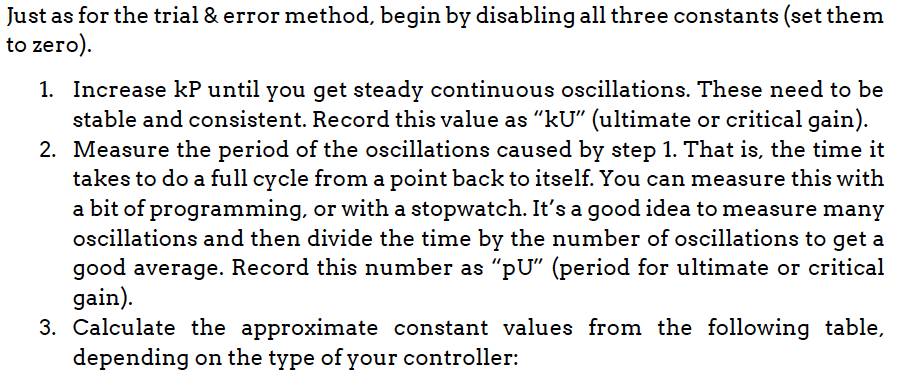 Just as for the trial & error method, begin by disabling all three constants (set them
to zero).
1. Increase kP until you get steady continuous oscillations. These need to be
stable and consistent. Record this value as “kU” (ultimate or critical gain).
2. Measure the period of the oscillations caused by step 1. That is, the time it
takes to do a full cycle from a point back to itself. You can measure this with
a bit of programming, or with a stopwatch. It’s a good idea to measure many
oscillations and then divide the time by the number of oscillations to get a
good average. Record this number as “pU” (period for ultimate or critical
gain).
3. Calculate the approximate constant values from the following table,
depending on the type of your controller: